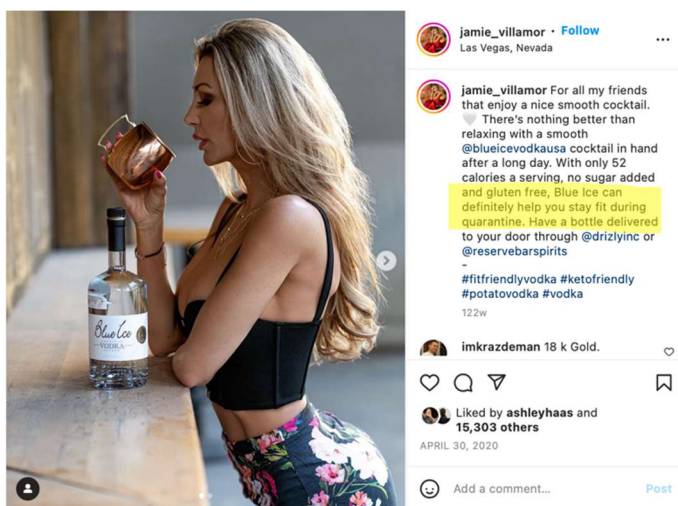 jamie_villamor • Follow
Las Vegas, Nevada
jamie_villamor For all my friends
that enjoy a nice smooth cocktail.
🤍 There's nothing better than
relaxing with a smooth
@blueicevodkausa cocktail in hand
after a long day. With only 52
calories a serving, no sugar added
and gluten free, Blue Ice can
definitely help you stay fit during
quarantine. Have a bottle delivered
to your door through @drizlyinc or
@reservebarspirits
-
#fitfriendlyvodka #ketofriendly
#potatovodka #vodka
122w
imkrazdeman 18 k Gold.
Liked by ashleyhaas and
15,303 others
APRIL 30, 2020
Add a comment... Post
Blue Ice
VODKA